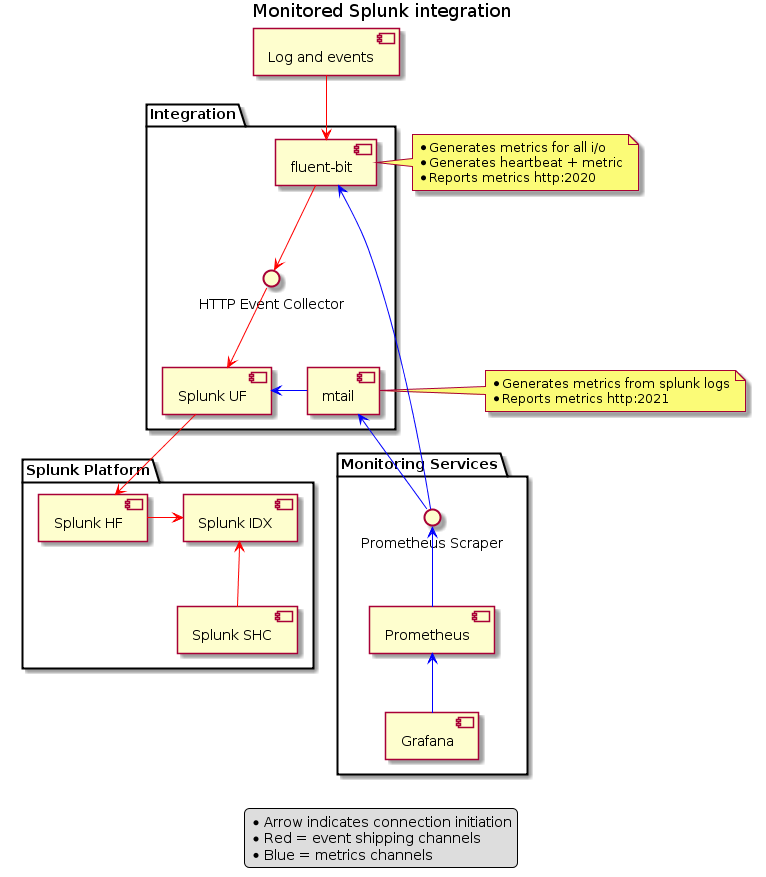 Monitored Splunk integration
Log and events
Integration
fluent-bit
• Generates metrics for all i/o
• Generates heartbeat + metric
• Reports metrics http:2020
HTTP Event Collector
Splunk UF
mtail
• Generates metrics from splunk logs
• Reports metrics http:2021
Splunk Platform
Splunk HF
Splunk IDX
Splunk SHC
Monitoring Services
Prometheus Scraper
Prometheus
Grafana
• Arrow indicates connection initiation
• Red = event shipping channels
• Blue = metrics channels